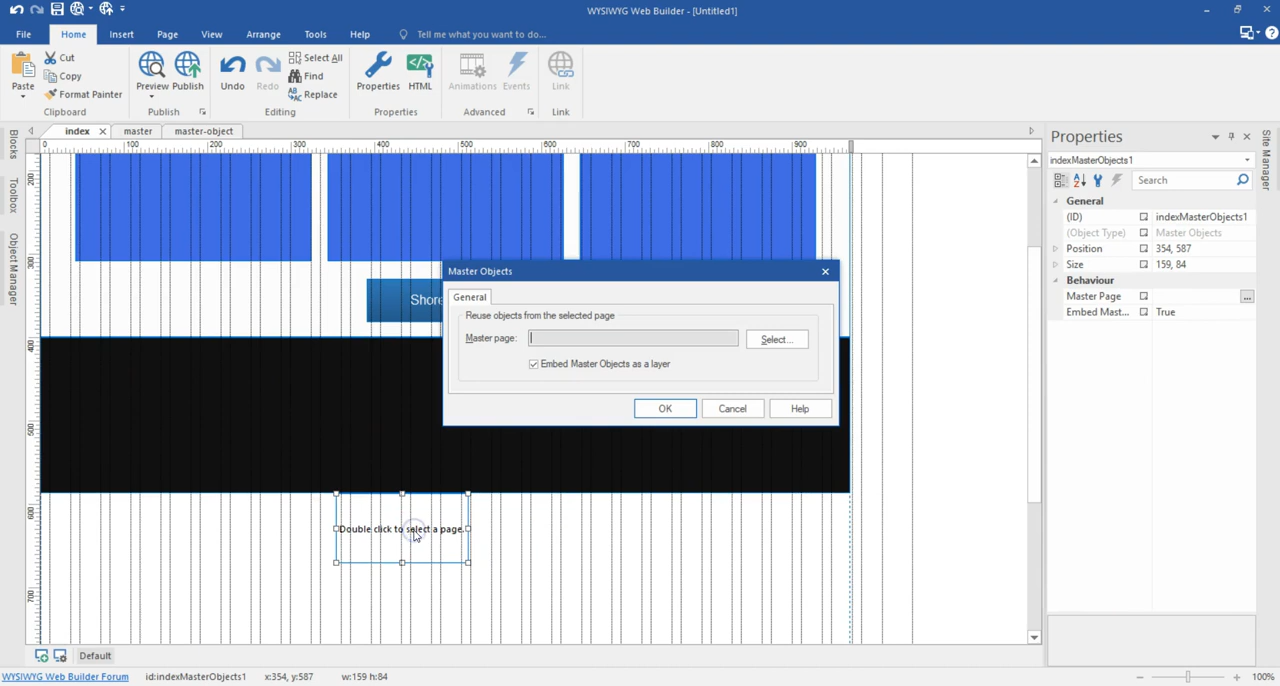 WYSIWYG Web Builder - [Untitled1]
File Home Insert Page View Arrange Tools Help Tell me what you want to do...
Paste
Cut
Copy
Format Painter
Clipboard
Preview Publish
Publish
Undo Redo
Select All
Find
Replace
Editing
Properties HTML
Properties
Animations Events
Advanced
Link
Link
index master master-object
0 100 200 300 400 500 600 700 800 900
200
300
400
500
600
700
Blocks
Toolbox
Object Manager
Shore
Master Objects
General
Reuse objects from the selected page
Master page: Select...
Embed Master Objects as a layer
OK Cancel Help
Double click to select a page.
Properties
indexMasterObjects1
Search
General
(ID) indexMasterObjects1
(Object Type) Master Objects
Position 354, 587
Size 159, 84
Behaviour
Master Page ...
Embed Mast... True
Site Manager
Default
WYSIWYG Web Builder Forum id:indexMasterObjects1 x:354, y:587 w:159 h:84 100%